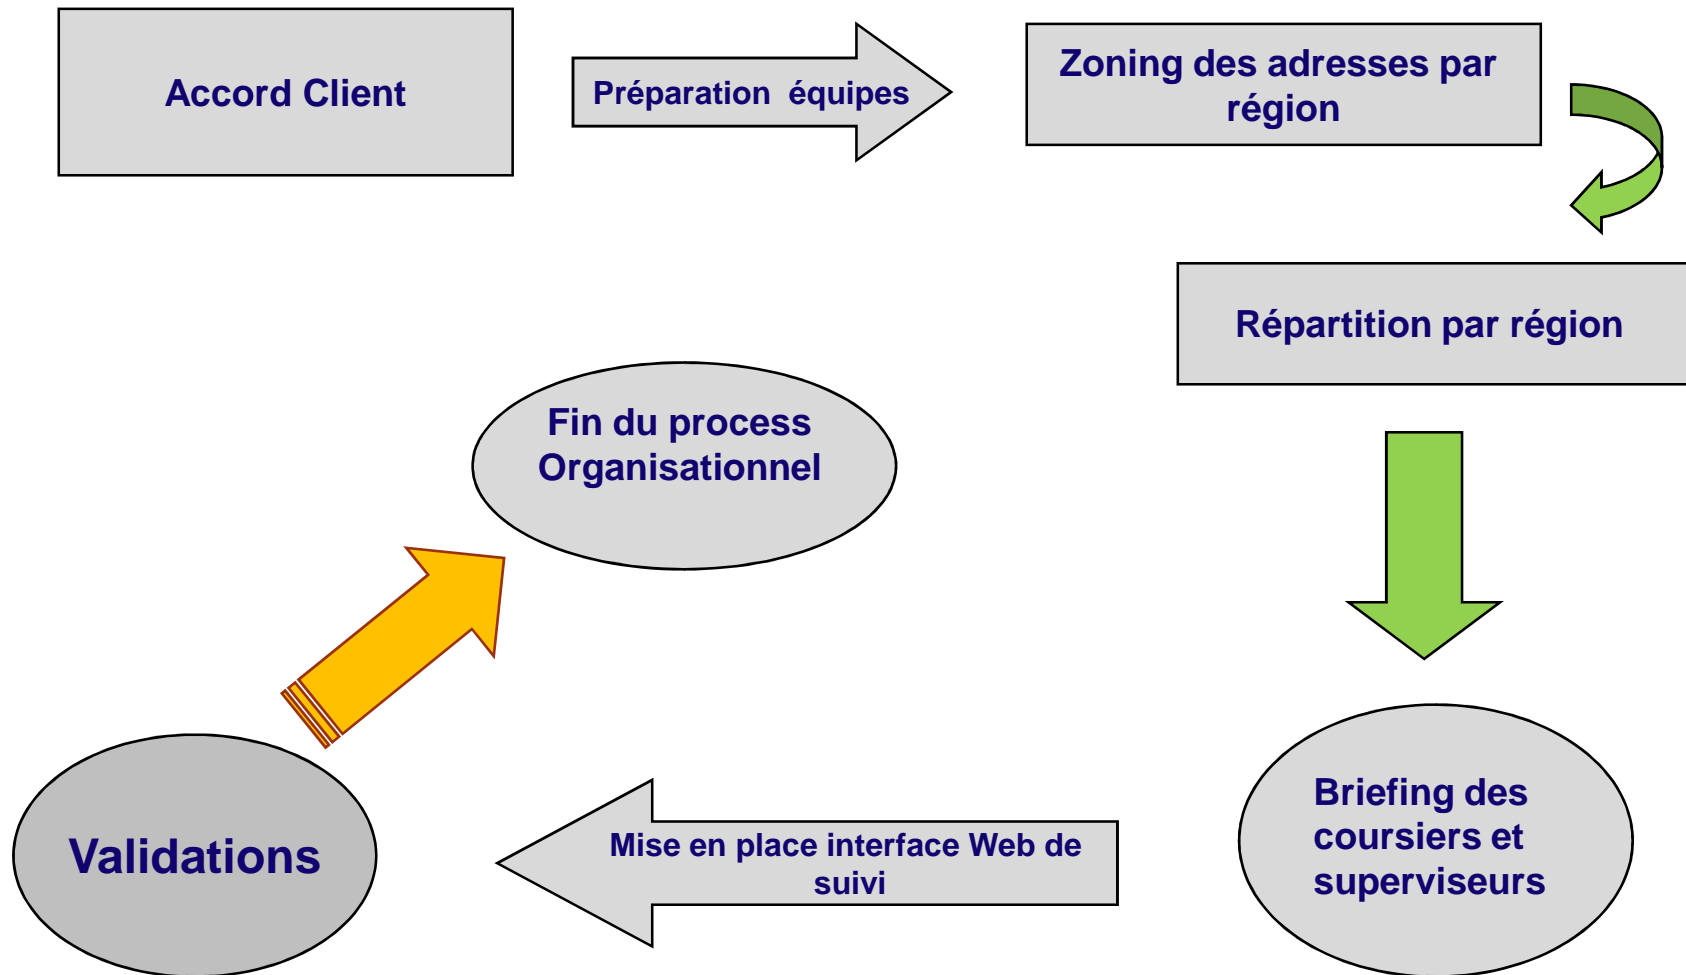 Accord Client
Préparation équipes
Zoning des adresses par
région
Répartition par région
Fin du process
Organisationnel
Briefing des
coursiers et
superviseurs
Mise en place interface Web de
suivi
Validations